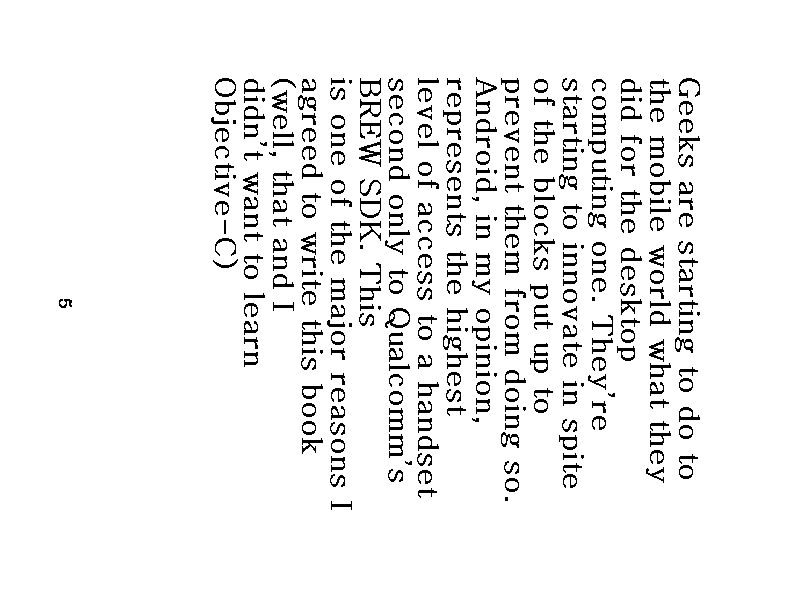 Geeks are starting to do to
the mobile world what they
did for the desktop
computing one. They're
starting to innovate in spite
of the blocks put up to
prevent them from doing so.
Android, in my opinion,
represents the highest
level of access to a handset
second only to Qualcomm's
BREW SDK. This
is one of the major reasons I
agreed to write this book
(well, that and I
didn't want to learn
Objective-C)
5